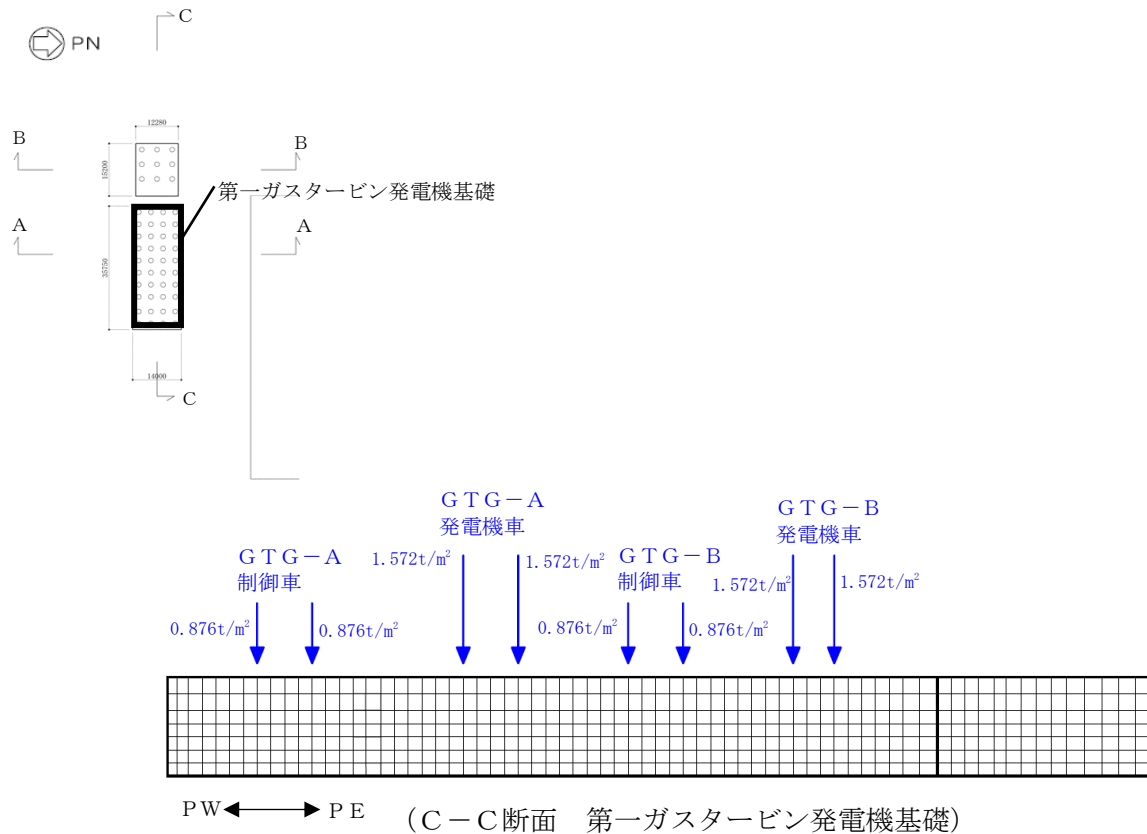 C
PN
12280
B
B
15200
第一ガスタービン発電機基礎
A
A
35750
14000
C
GTG-A
発電機車
GTG-B
発電機車
GTG-A
制御車
1.572t/m²
1.572t/m²
GTG-B
制御車
1.572t/m²
1.572t/m²
0.876t/m²
0.876t/m²
0.876t/m²
0.876t/m²
PW
PE
(C-C断面 第一ガスタービン発電機基礎)